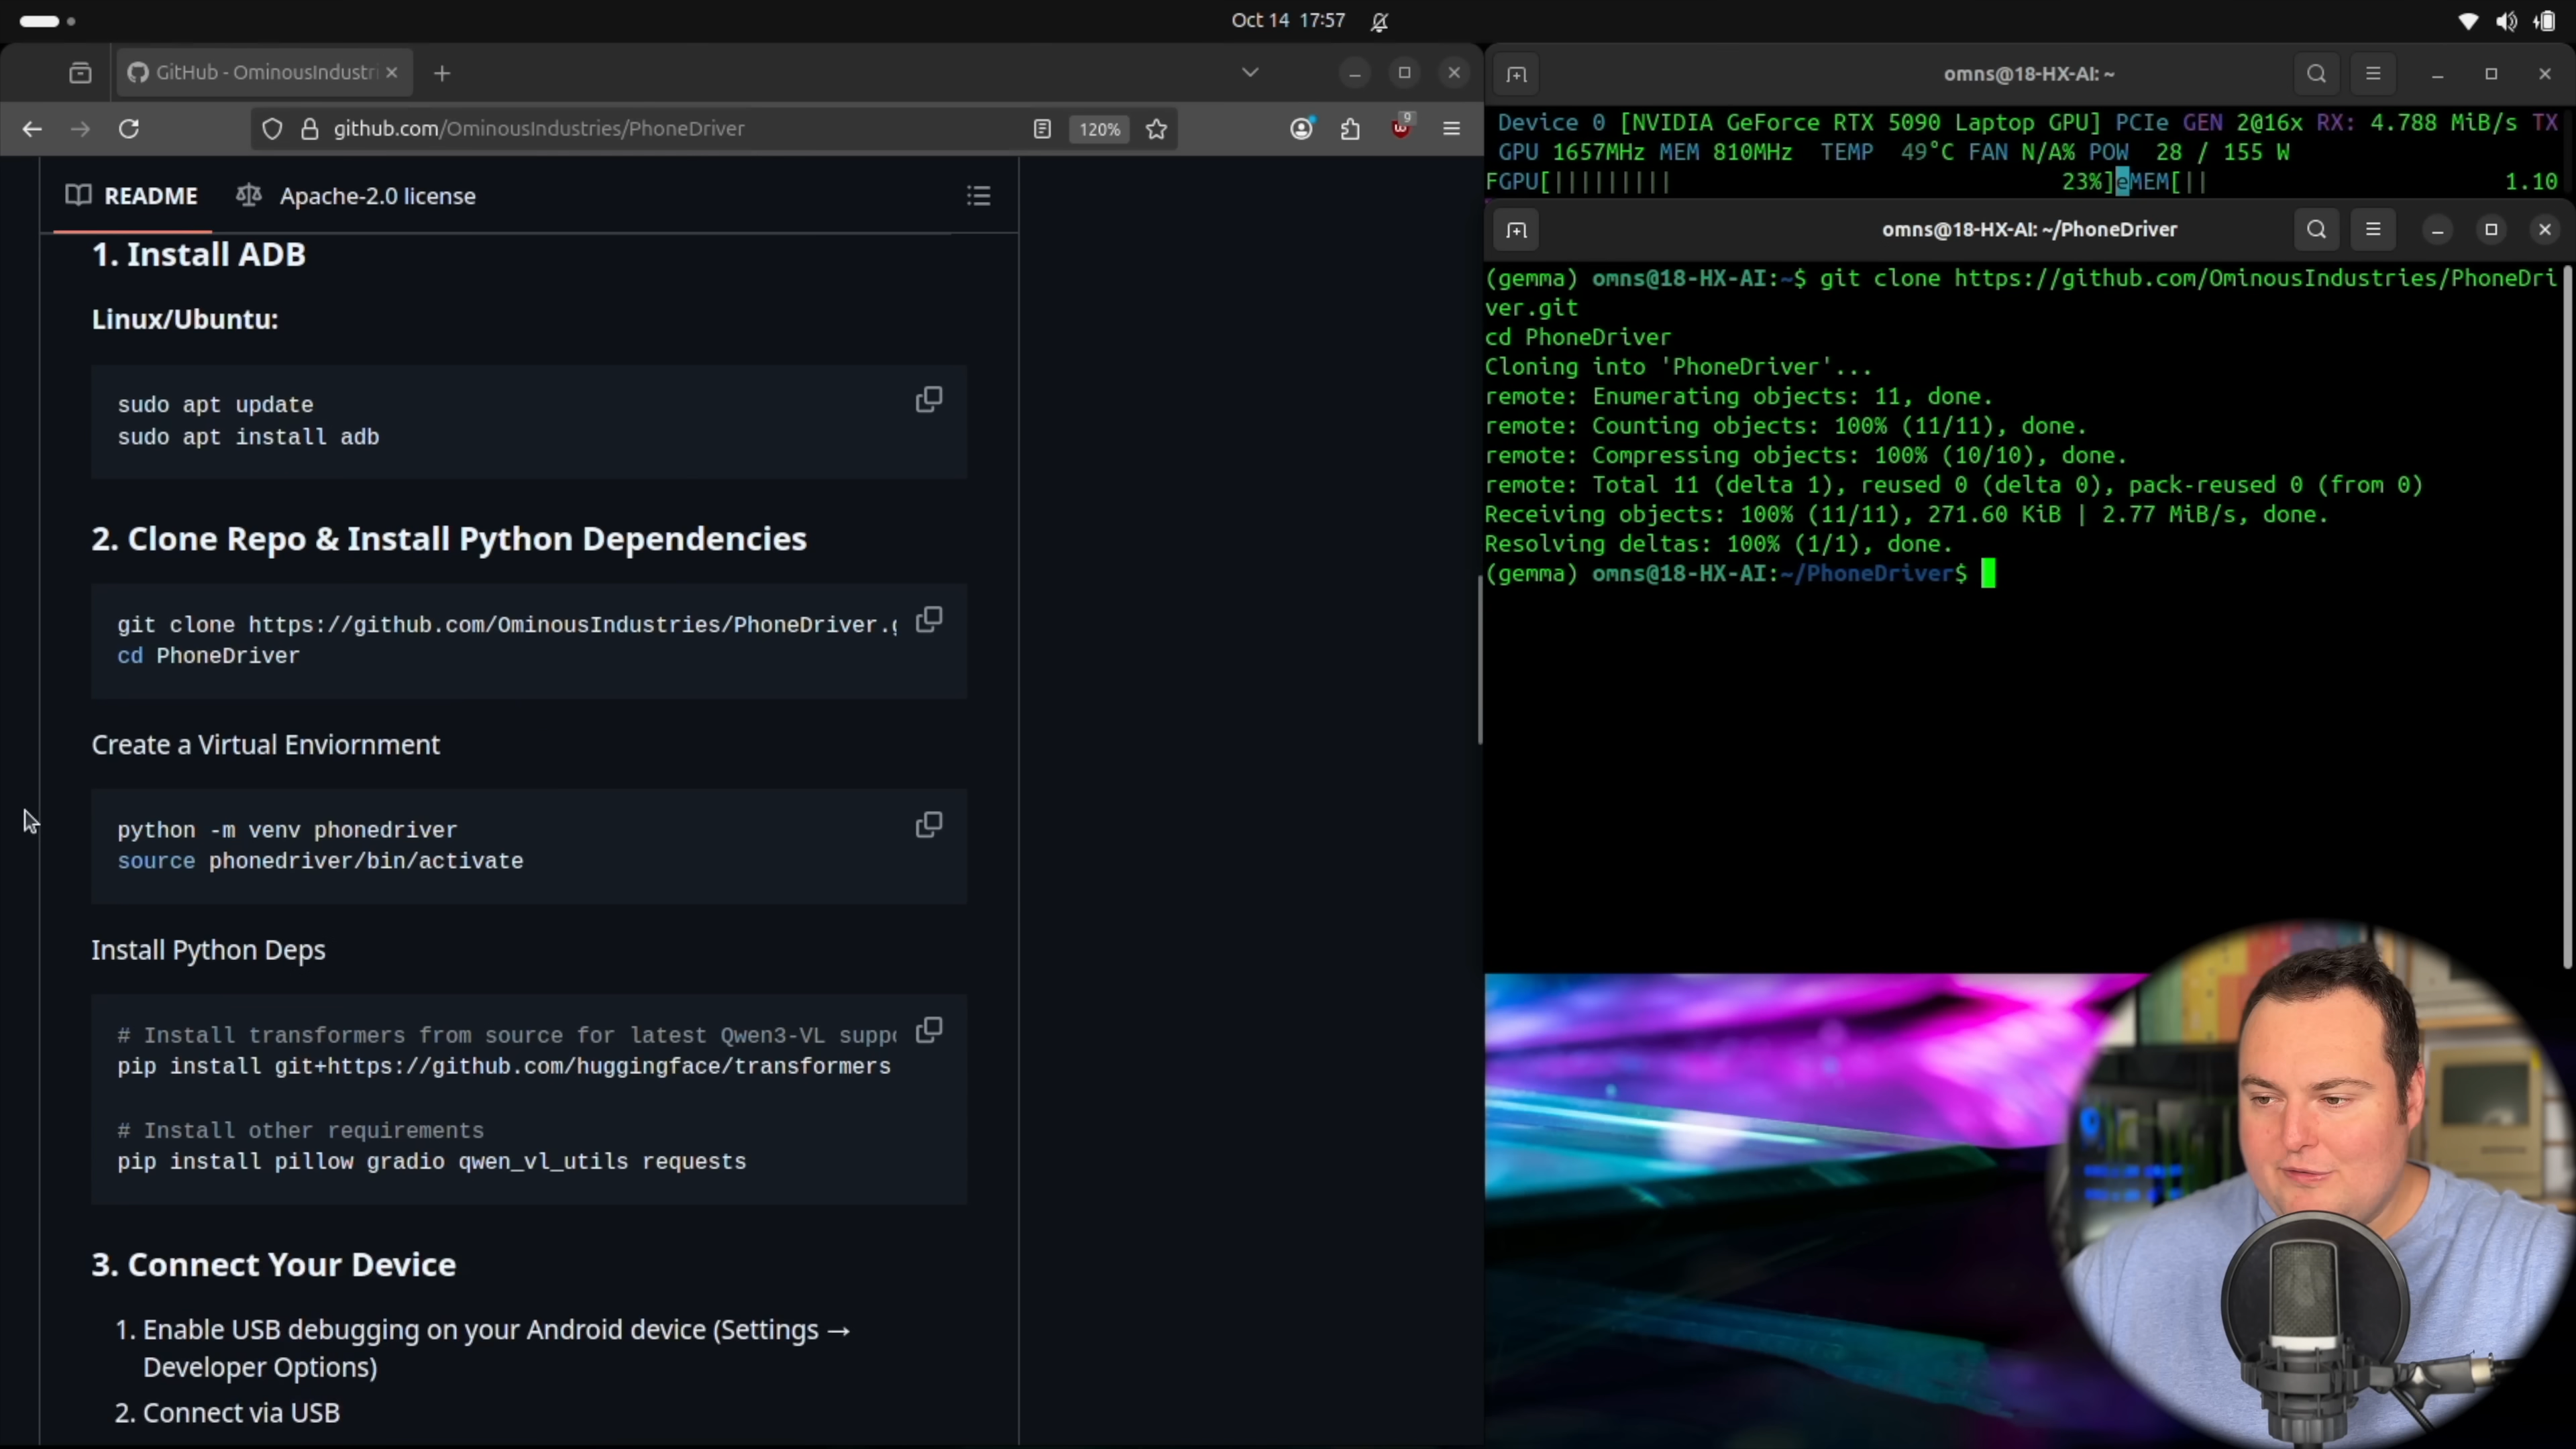 Oct 14 17:57
GitHub - OminousIndustri
github.com/OminousIndustries/PhoneDriver
120%
9
README
Apache-2.0 license
1. Install ADB
Linux/Ubuntu:
sudo apt update
sudo apt install adb
2. Clone Repo & Install Python Dependencies
git clone https://github.com/OminousIndustries/PhoneDriver.g
cd PhoneDriver
Create a Virtual Enviornment
python -m venv phonedriver
source phonedriver/bin/activate
Install Python Deps
# Install transformers from source for latest Qwen3-VL suppo
pip install git+https://github.com/huggingface/transformers
# Install other requirements
pip install pillow gradio qwen_vl_utils requests
3. Connect Your Device
1. Enable USB debugging on your Android device (Settings →
Developer Options)
2. Connect via USB
omns@18-HX-AI: ~
Device 0 [NVIDIA GeForce RTX 5090 Laptop GPU] PCIe GEN 2@16x RX: 4.788 MiB/s TX
GPU 1657MHz MEM 810MHz TEMP 49°C FAN N/A% POW 28 / 155 W
FGPU[||||||||| 23%]eMEM[|| 1.10
omns@18-HX-AI: ~/PhoneDriver
(gemma) omns@18-HX-AI:~$ git clone https://github.com/OminousIndustries/PhoneDri
ver.git
cd PhoneDriver
Cloning into 'PhoneDriver'...
remote: Enumerating objects: 11, done.
remote: Counting objects: 100% (11/11), done.
remote: Compressing objects: 100% (10/10), done.
remote: Total 11 (delta 1), reused 0 (delta 0), pack-reused 0 (from 0)
Receiving objects: 100% (11/11), 271.60 KiB | 2.77 MiB/s, done.
Resolving deltas: 100% (1/1), done.
(gemma) omns@18-HX-AI:~/PhoneDriver$